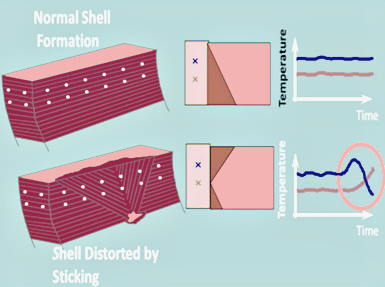 Normal Shell
Formation
Temperature
Time
Temperature
Time
Shell Distorted by
Sticking